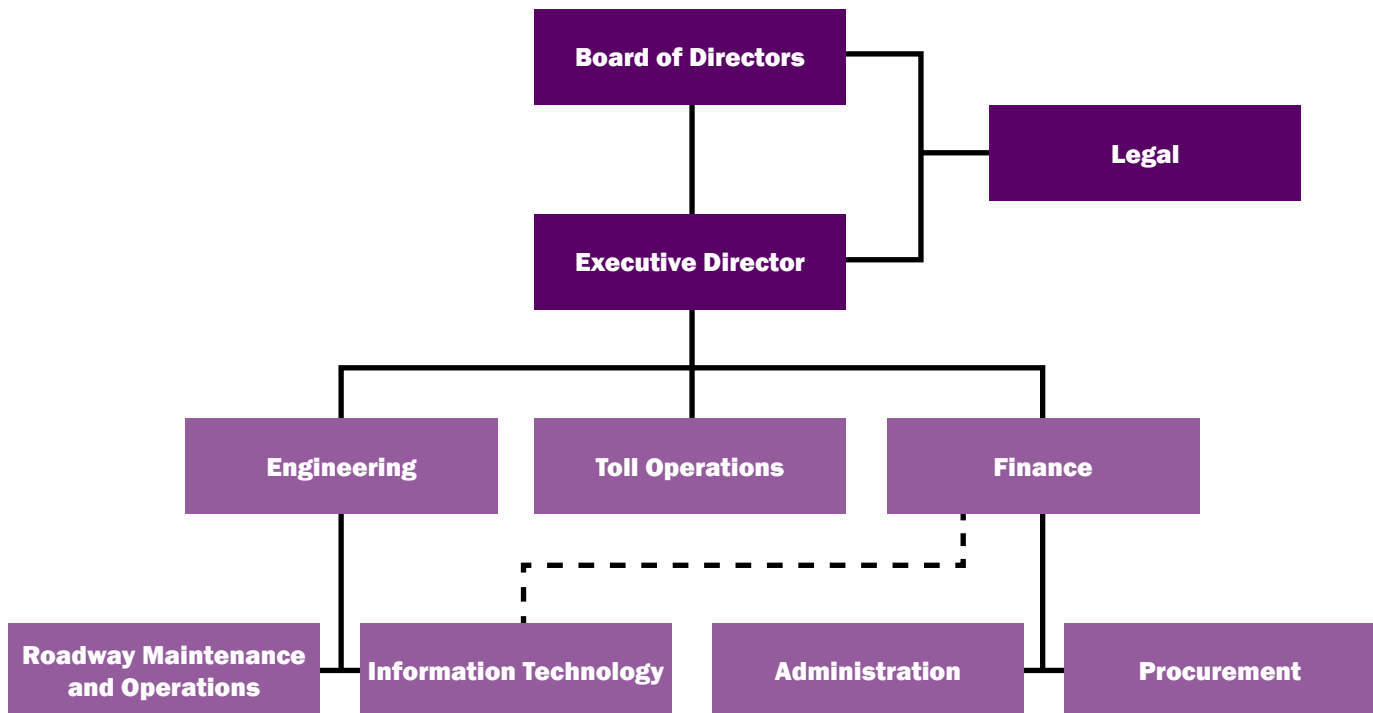 Board of Directors
Legal
Executive Director
Engineering
Toll Operations
Finance
Roadway Maintenance
and Operations
Information Technology
Administration
Procurement